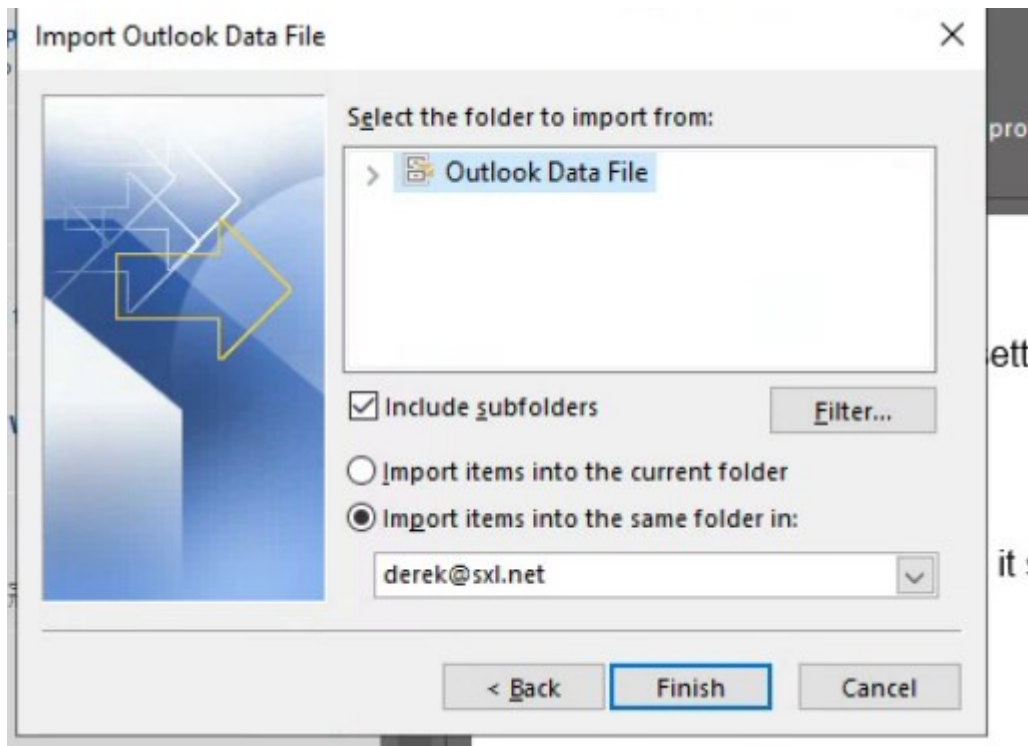 Import Outlook Data File
Select the folder to import from:
Outlook Data File
Include subfolders
Filter...
Import items into the current folder
Import items into the same folder in:
derek@sxl.net
< Back
Finish
Cancel
pro
ett
it